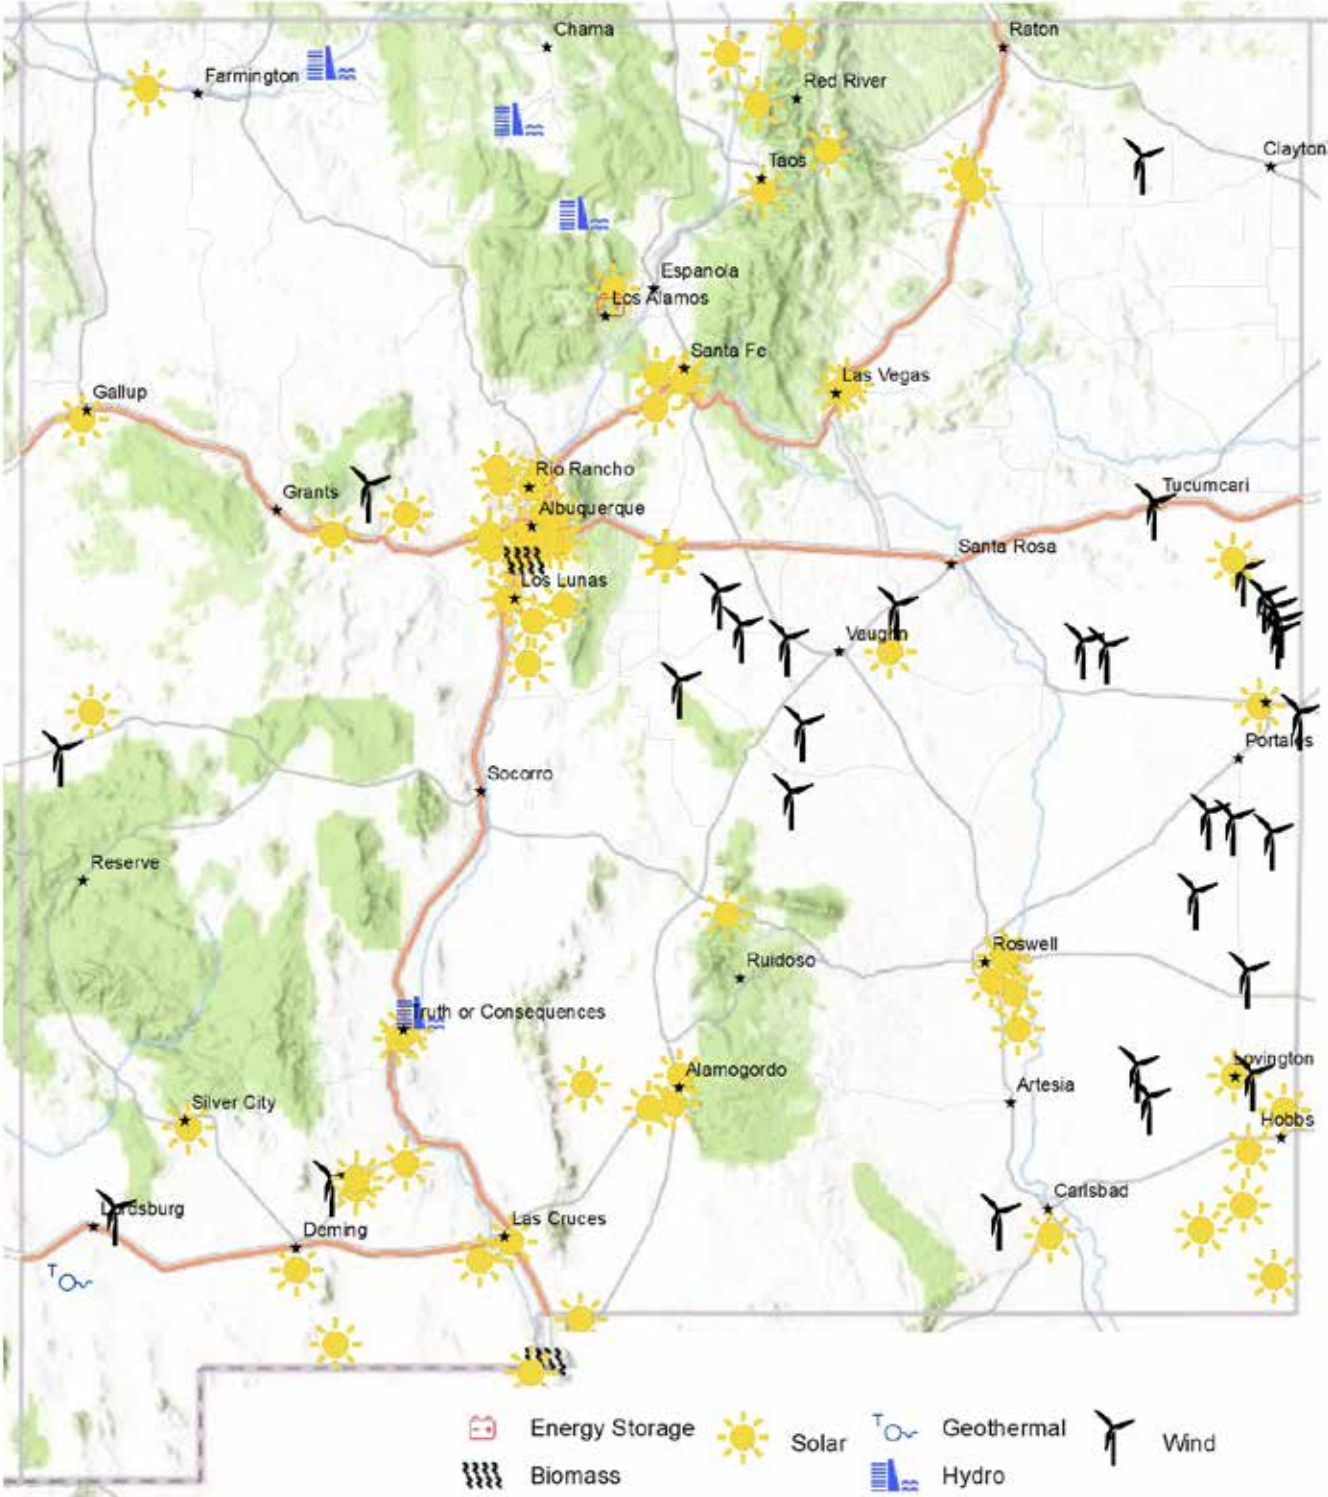 Chama
Raton
Farmington
Red River
Clayton
Taos
Espanola
Los Alamos
Santa Fe
Las Vegas
Gallup
Rio Rancho
Grants
Tucumcari
Albuquerque
Santa Rosa
Los Lunas
Vaughn
Portales
Socorro
Reserve
Roswell
Ruidoso
Truth or Consequences
Lovington
Alamogordo
Artesia
Silver City
Hobbs
Carlsbad
Lordsburg
Las Cruces
Deming
T
Energy Storage
Solar
T
Geothermal
Wind
Biomass
Hydro